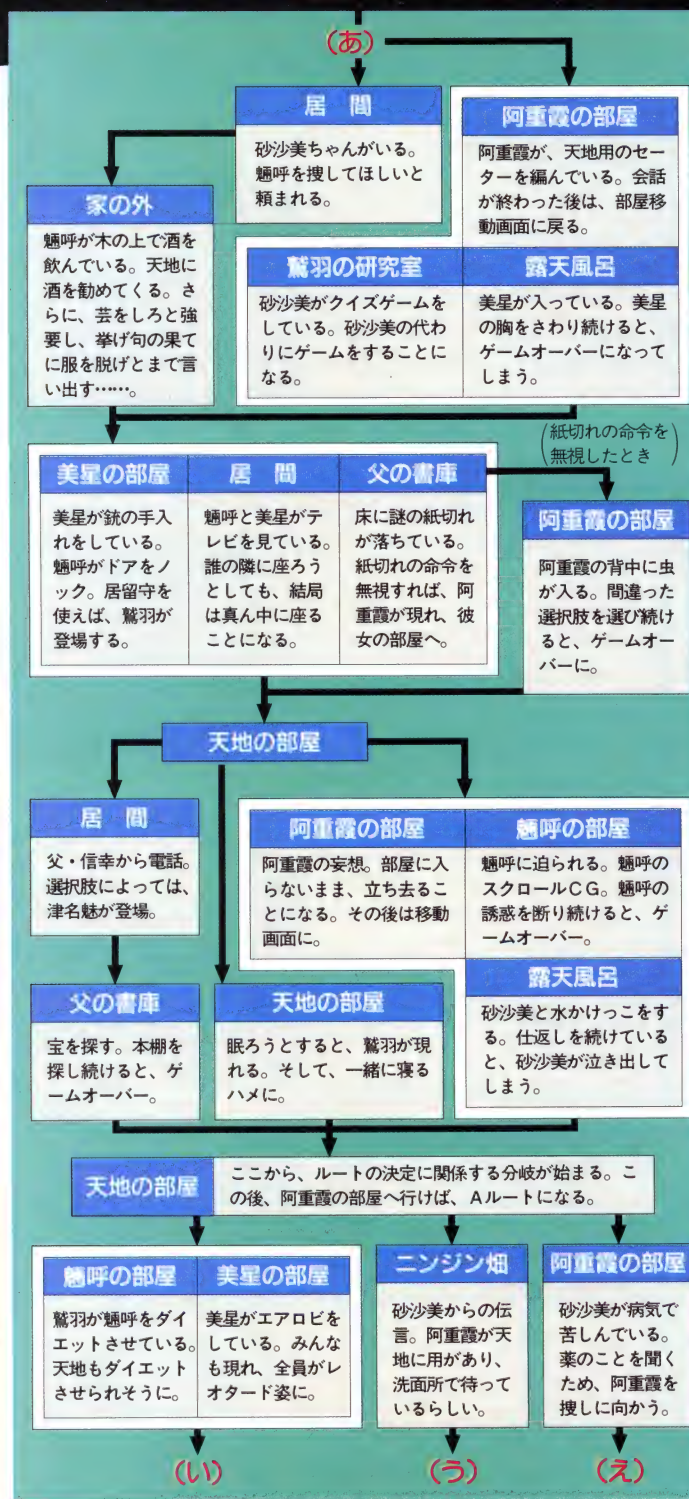 (あ)
居　間
砂沙美ちゃんがいる。
魎呼を捜してほしいと
頼まれる。
阿重霞の部屋
阿重霞が、天地用のセー
ターを編んでいる。会話
が終わった後は、部屋移
動画面に戻る。
家の外
魎呼が木の上で酒を
飲んでいる。天地に
酒を勧めてくる。さ
らに、芸をしろと強
要し、挙げ句の果て
に服を脱げとまで言
い出す……。
鷲羽の研究室
砂沙美がクイズゲームを
している。砂沙美の代わ
りにゲームをすることに
なる。
露天風呂
美星が入っている。美星
の胸をさわり続けると、
ゲームオーバーになって
しまう。
(紙切れの命令を
無視したとき)
美星の部屋
美星が銃の手入
れをしている。
魎呼がドアをノ
ック。居留守を
使えば、鷲羽が
登場する。
居　間
魎呼と美星がテ
レビを見ている。
誰の隣に座ろう
としても、結局
は真ん中に座る
ことになる。
父の書庫
床に謎の紙切れ
が落ちている。
紙切れの命令を
無視すれば、阿
重霞が現れ、彼
女の部屋へ。
阿重霞の部屋
阿重霞の背中に虫
が入る。間違った
選択肢を選び続け
ると、ゲームオー
バーに。
天地の部屋
居　間
父・信幸から電話。
選択肢によっては、
津名魅が登場。
阿重霞の部屋
阿重霞の妄想。部屋に入
らないまま、立ち去るこ
とになる。その後は移動
画面に。
魎呼の部屋
魎呼に迫られる。魎呼の
スクロールＣＧ。魎呼の
誘惑を断り続けると、ゲ
ームオーバー。
父の書庫
宝を探す。本棚を
探し続けると、ゲ
ームオーバー。
天地の部屋
眠ろうとすると、鷲羽が現
れる。そして、一緒に寝る
ハメに。
露天風呂
砂沙美と水かけっこをす
る。仕返しを続けている
と、砂沙美が泣き出して
しまう。
天地の部屋
ここから、ルートの決定に関係する分岐が始まる。こ
の後、阿重霞の部屋へ行けば、Ａルートになる。
魎呼の部屋
鷲羽が魎呼をダイ
エットさせている。
天地もダイエット
させられそうに。
美星の部屋
美星がエアロビを
している。みんな
も現れ、全員がレ
オタード姿に。
ニンジン畑
砂沙美からの伝
言。阿重霞が天
地に用があり、
洗面所で待って
いるらしい。
阿重霞の部屋
砂沙美が病気で
苦しんでいる。
薬のことを聞く
ため、阿重霞を
捜しに向かう。
(い)
(う)
(え)